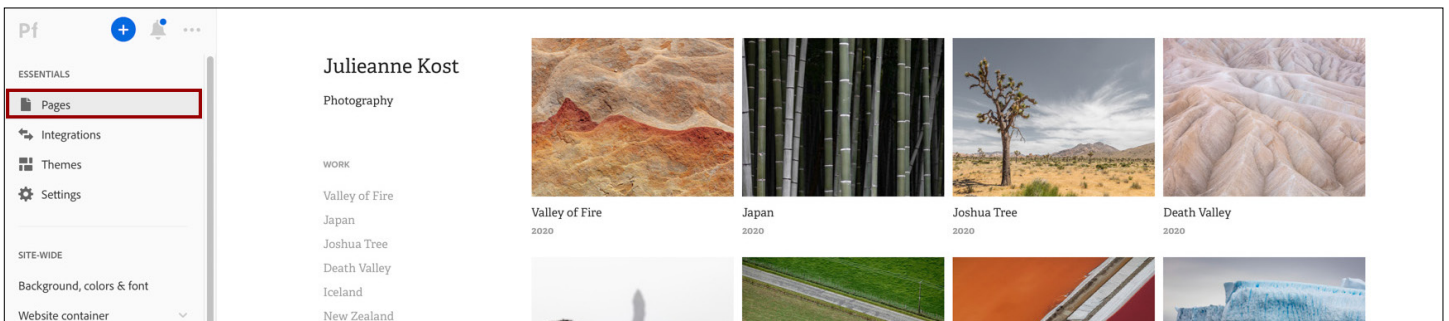 Pf
ESSENTIALS
Pages
Integrations
Themes
Settings
SITE-WIDE
Background, colors & font
Website container
Julieanne Kost
Photography
WORK
Valley of Fire
Japan
Joshua Tree
Death Valley
Iceland
New Zealand
Valley of Fire
2020
Japan
2020
Joshua Tree
2020
Death Valley
2020